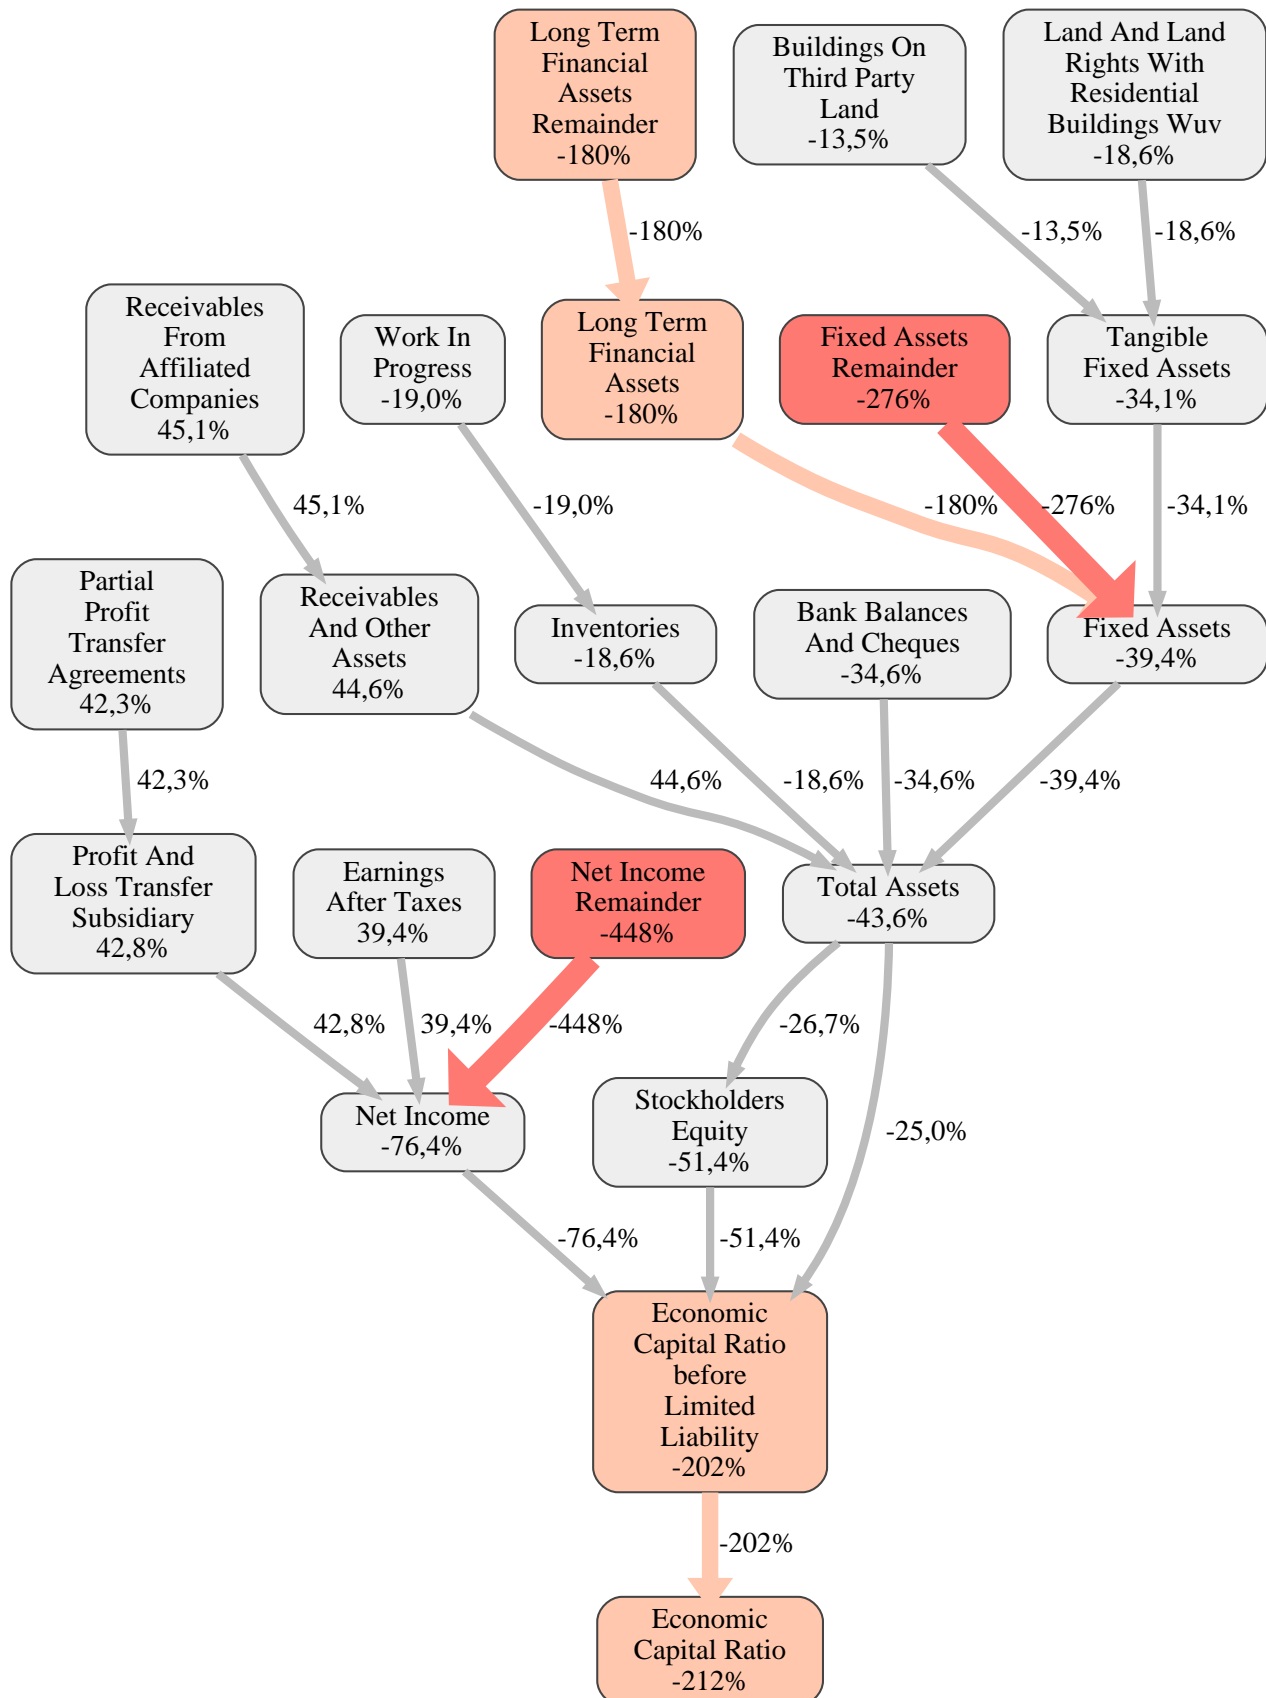 Long Term
Financial
Assets
Remainder
-180%
Buildings On
Third Party
Land
-13,5%
Land And Land
Rights With
Residential
Buildings Wuv
-18,6%
-180%
-13,5%
-18,6%
Receivables
From
Affiliated
Companies
45,1%
Work In
Progress
-19,0%
Long Term
Financial
Assets
-180%
Fixed Assets
Remainder
-276%
Tangible
Fixed Assets
-34,1%
45,1%
-19,0%
-180%
-276%
-34,1%
Partial
Profit
Transfer
Agreements
42,3%
Receivables
And Other
Assets
44,6%
Inventories
-18,6%
Bank Balances
And Cheques
-34,6%
Fixed Assets
-39,4%
42,3%
44,6%
-18,6%
-34,6%
-39,4%
Profit And
Loss Transfer
Subsidiary
42,8%
Earnings
After Taxes
39,4%
Net Income
Remainder
-448%
Total Assets
-43,6%
42,8%
39,4%
-448%
-26,7%
-25,0%
Net Income
-76,4%
Stockholders
Equity
-51,4%
-76,4%
-51,4%
Economic
Capital Ratio
before
Limited
Liability
-202%
-202%
Economic
Capital Ratio
-212%